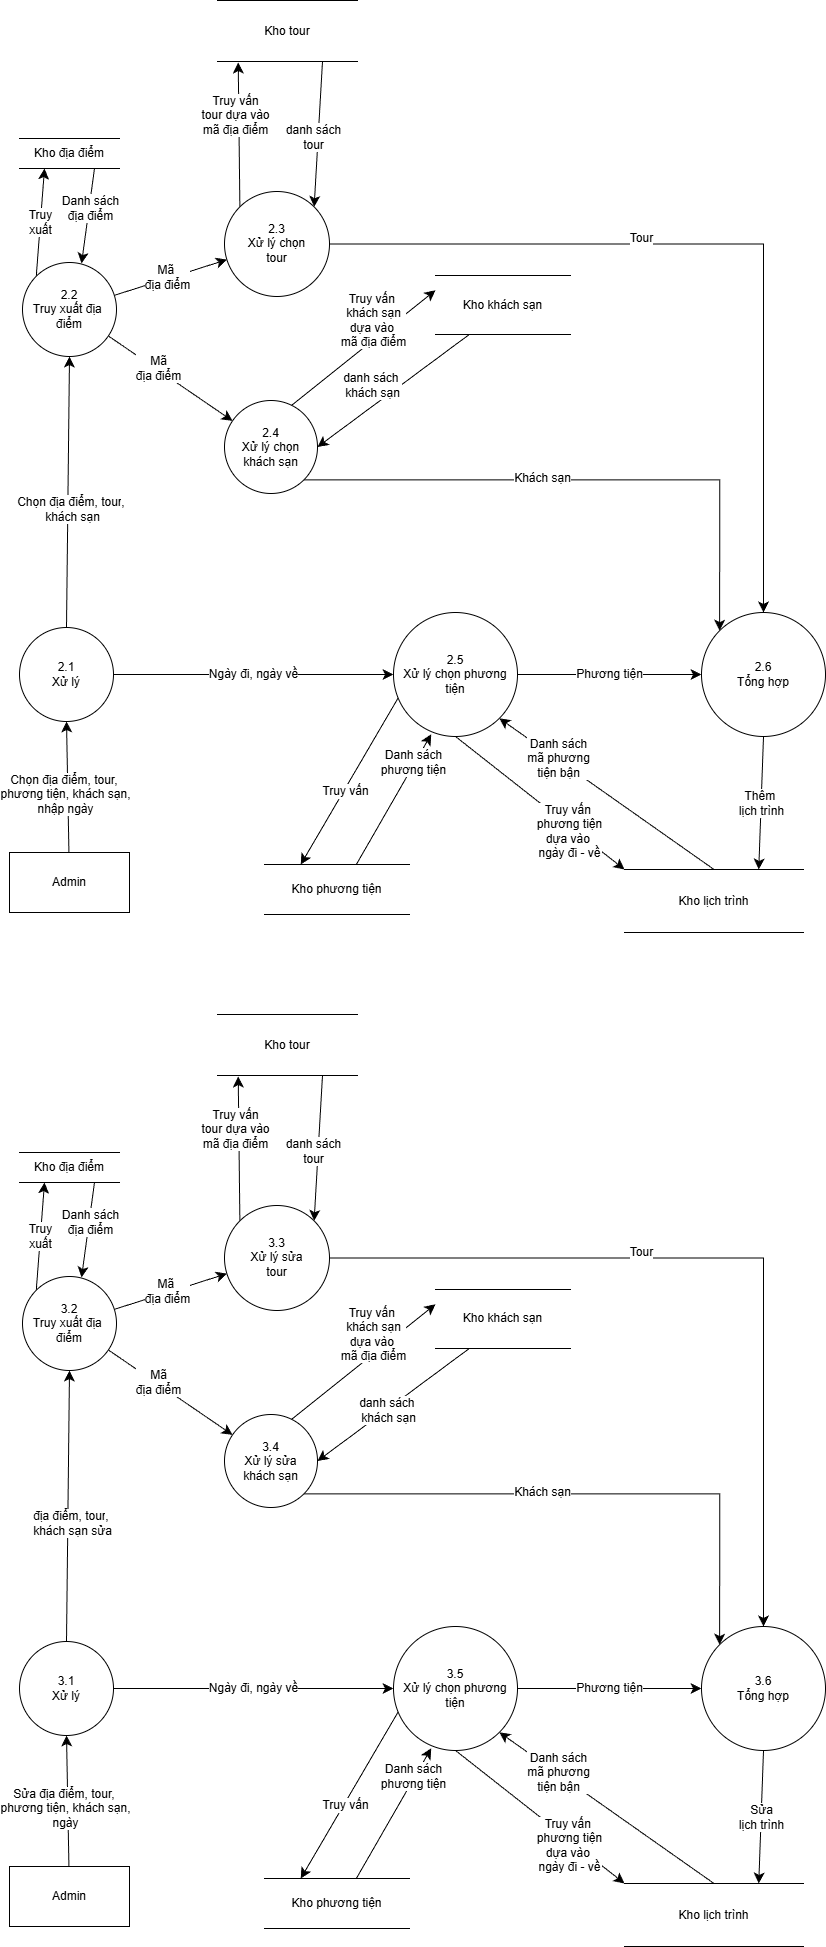 Kho tour
Truy vấn
tour dựa vào
mã địa điểm
danh sách
tour
Kho địa điểm
Truy
xuất
Danh sách
địa điểm
2.3
Xử lý chọn
tour
Tour
2.2
Truy xuất địa
điểm
Mã
địa điểm
Truy vấn
khách sạn
dựa vào
mã địa điểm
Kho khách sạn
Mã
địa điểm
danh sách
khách sạn
2.4
Xử lý chọn
khách sạn
Khách sạn
Chọn địa điểm, tour,
khách sạn
2.1
Xử lý
Ngày đi, ngày về
2.5
Xử lý chọn phương
tiện
Phương tiện
2.6
Tổng hợp
Chọn địa điểm, tour,
phương tiện, khách sạn,
nhập ngày
Truy vấn
Danh sách
phương tiện
Danh sách
mã phương
tiện bận
Truy vấn
phương tiện
dựa vào
ngày đi - về
Thêm
lịch trình
Admin
Kho phương tiện
Kho lịch trình
Kho tour
Truy vấn
tour dựa vào
mã địa điểm
danh sách
tour
Kho địa điểm
Truy
xuất
Danh sách
địa điểm
3.3
Xử lý sửa
tour
Tour
3.2
Truy xuất địa
điểm
Mã
địa điểm
Truy vấn
khách sạn
dựa vào
mã địa điểm
Kho khách sạn
Mã
địa điểm
danh sách
khách sạn
3.4
Xử lý sửa
khách sạn
Khách sạn
địa điểm, tour,
khách sạn sửa
3.1
Xử lý
Ngày đi, ngày về
3.5
Xử lý chọn phương
tiện
Phương tiện
3.6
Tổng hợp
Sửa địa điểm, tour,
phương tiện, khách sạn,
ngày
Truy vấn
Danh sách
phương tiện
Danh sách
mã phương
tiện bận
Truy vấn
phương tiện
dựa vào
ngày đi - về
Sửa
lịch trình
Admin
Kho phương tiện
Kho lịch trình